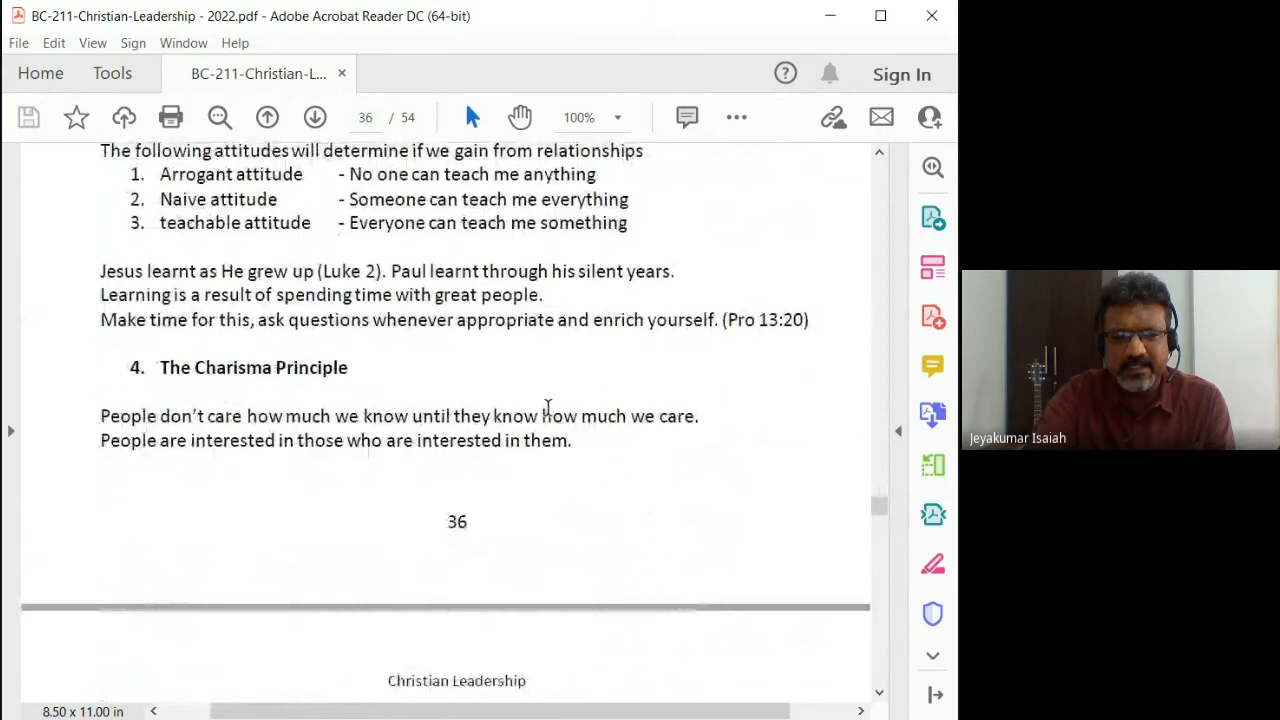 BC-211-Christian-Leadership - 2022.pdf - Adobe Acrobat Reader DC (64-bit)
File Edit View Sign Window Help
Home Tools BC-211-Christian-L... × Sign In
36 / 54 100%
The following attitudes will determine if we gain from relationships
1. Arrogant attitude - No one can teach me anything
2. Naive attitude - Someone can teach me everything
3. teachable attitude - Everyone can teach me something
Jesus learnt as He grew up (Luke 2). Paul learnt through his silent years.
Learning is a result of spending time with great people.
Make time for this, ask questions whenever appropriate and enrich yourself. (Pro 13:20)
4. The Charisma Principle
People don't care how much we know until they know how much we care.
People are interested in those who are interested in them.
36
Christian Leadership
8.50 x 11.00 in
Jeyakumar Isaiah